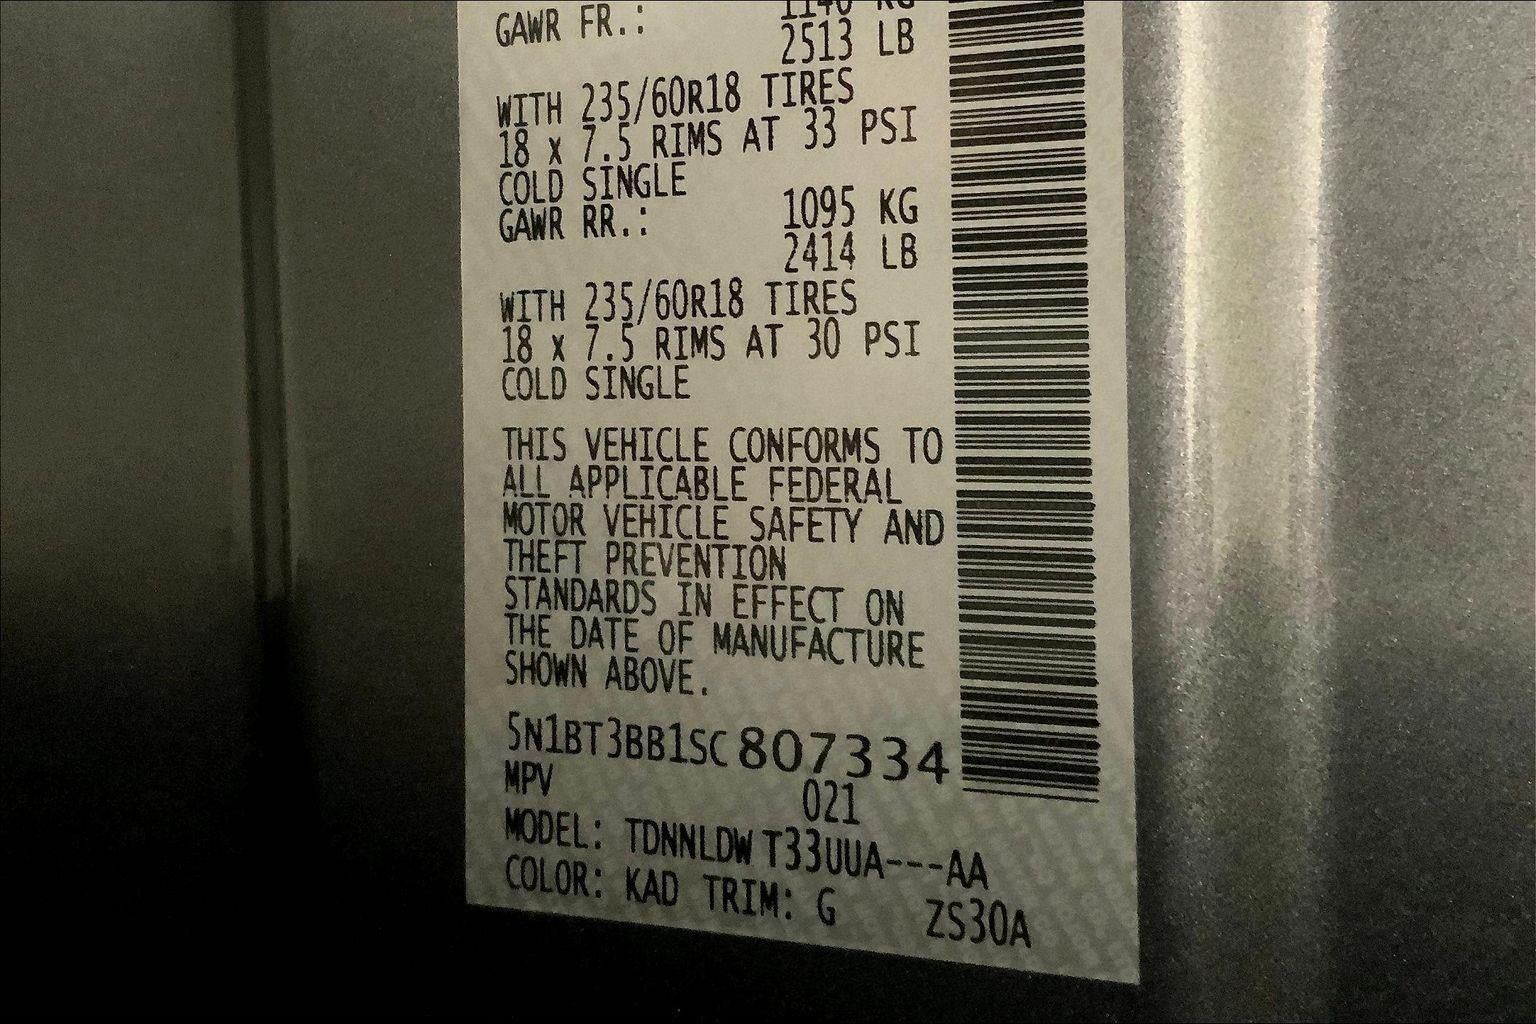 GAWR FR.: 1140 KG
2513 LB
WITH 235/60R18 TIRES
18 x 7.5 RIMS AT 33 PSI
COLD SINGLE
GAWR RR.: 1095 KG
2414 LB
WITH 235/60R18 TIRES
18 x 7.5 RIMS AT 30 PSI
COLD SINGLE
THIS VEHICLE CONFORMS TO
ALL APPLICABLE FEDERAL
MOTOR VEHICLE SAFETY AND
THEFT PREVENTION
STANDARDS IN EFFECT ON
THE DATE OF MANUFACTURE
SHOWN ABOVE.
5N1BT3BB1SC807334
MPV 021
MODEL: TDNNLDWT33UUA---AA
COLOR: KAD TRIM: G ZS30A